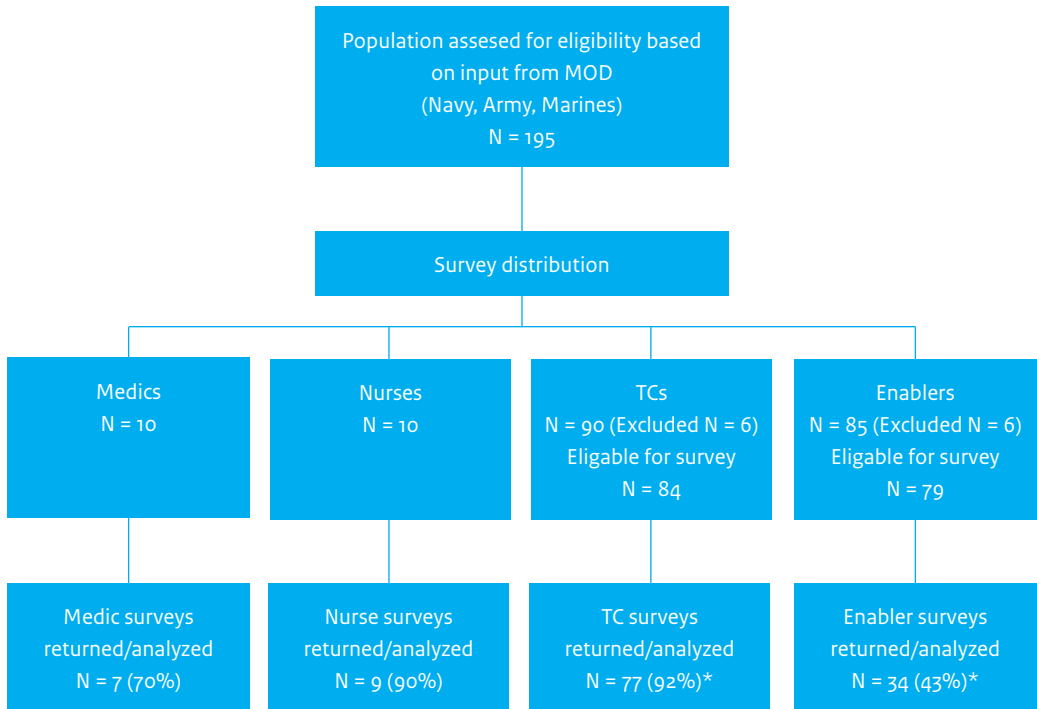 Population assesed for eligibility based
on input from MOD
(Navy, Army, Marines)
N = 195
Survey distribution
Medics
N = 10
Nurses
N = 10
TCs
N = 90 (Excluded N = 6)
Eligable for survey
N = 84
Enablers
N = 85 (Excluded N = 6)
Eligable for survey
N = 79
Medic surveys
returned/analyzed
N = 7 (70%)
Nurse surveys
returned/analyzed
N = 9 (90%)
TC surveys
returned/analyzed
N = 77 (92%)*
Enabler surveys
returned/analyzed
N = 34 (43%)*